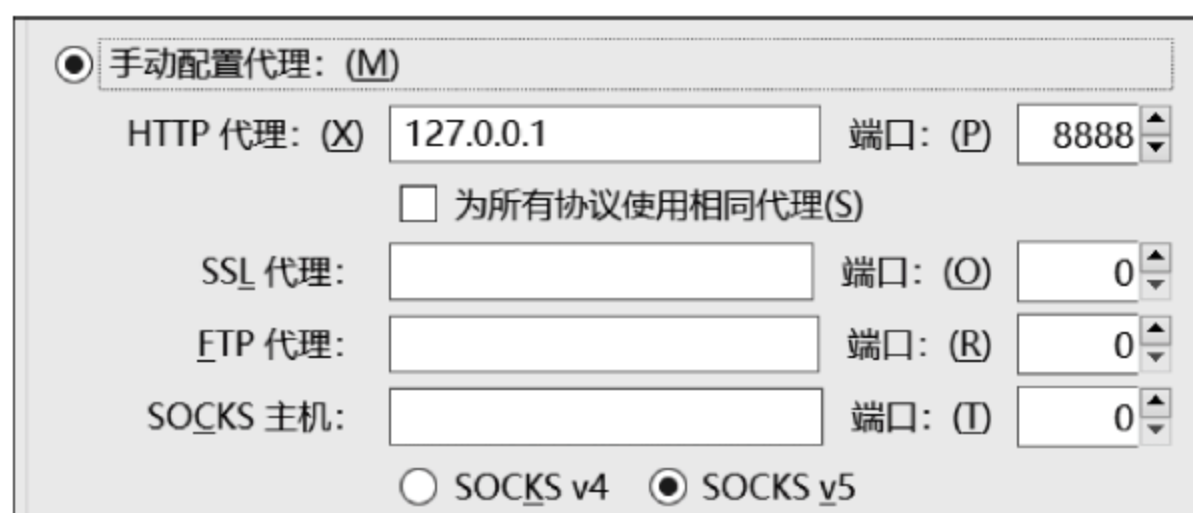 手动配置代理：(M)
HTTP 代理：(X) 127.0.0.1 端口：(P) 8888
为所有协议使用相同代理(S)
SSL 代理： 端口：(O) 0
FTP 代理： 端口：(R) 0
SOCKS 主机： 端口：(T) 0
SOCKS v4 SOCKS v5